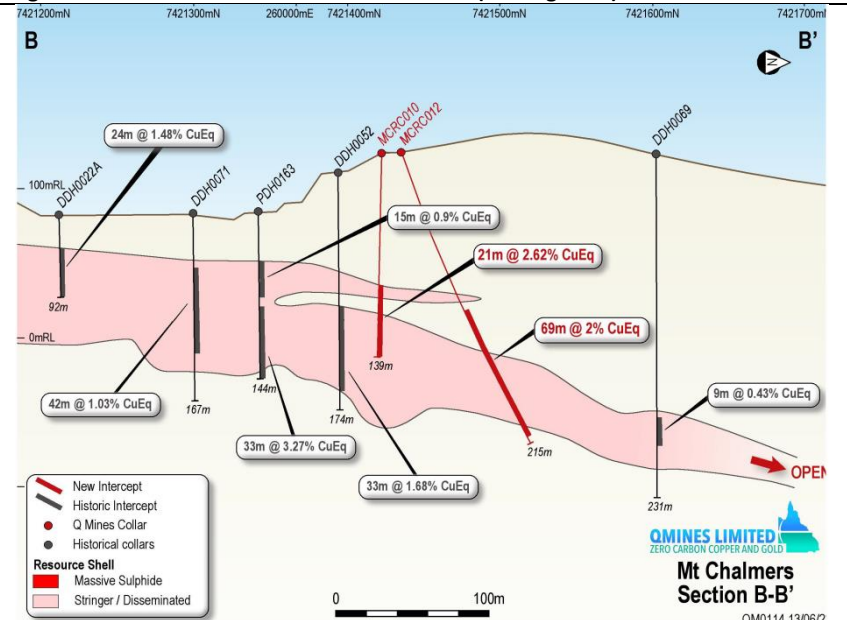 7421200mN 7421300mN 260000mE 7421400mN 7421500mN 7421600mN
B B'
DDH0022A
DDH0071
PDH0163
DDH0052
MCRC010
MCRC012
DDH0069
24m @ 1.48% CuEq
100mRL
15m @ 0.9% CuEq
21m @ 2.62% CuEq
92m
69m @ 2% CuEq
0mRL
139m
144m
9m @ 0.43% CuEq
42m @ 1.03% CuEq
167m
174m
33m @ 3.27% CuEq
215m
OPEN
33m @ 1.68% CuEq
231m
New Intercept
Historic Intercept
Q Mines Collar
Historical collars
Resource Shell
Massive Sulphide
Stringer / Disseminated
0 100m
QMINES LIMITED
ZERO CARBON COPPER AND GOLD
Mt Chalmers
Section B-B'